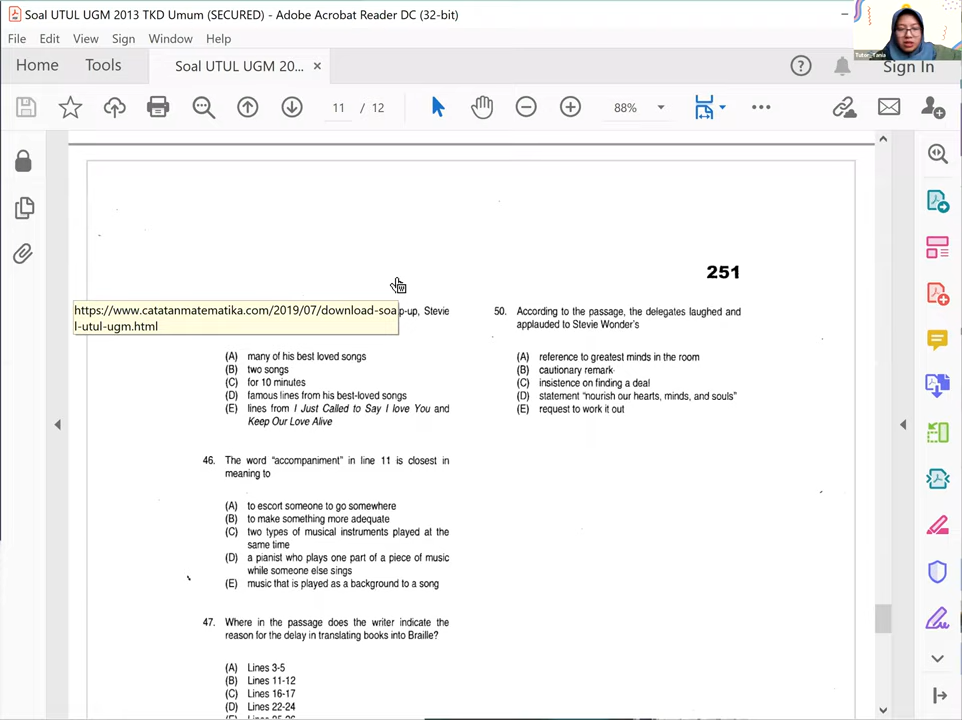 Soal UTUL UGM 2013 TKD Umum (SECURED) - Adobe Acrobat Reader DC (32-bit)
File Edit View Sign Window Help
Home Tools Soal UTUL UGM 20... × Sign In
11 / 12 88%
251
https://www.catatanmatematika.com/2019/07/download-soa
l-utul-ugm.html
p-up, Stevie
(A) many of his best loved songs
(B) two songs
(C) for 10 minutes
(D) famous lines from his best-loved songs
(E) lines from I Just Called to Say I love You and
Keep Our Love Alive
46. The word "accompaniment" in line 11 is closest in
meaning to
(A) to escort someone to go somewhere
(B) to make something more adequate
(C) two types of musical instruments played at the
same time
(D) a pianist who plays one part of a piece of music
while someone else sings
(E) music that is played as a background to a song
47. Where in the passage does the writer indicate the
reason for the delay in translating books into Braille?
(A) Lines 3-5
(B) Lines 11-12
(C) Lines 16-17
(D) Lines 22-24
(E) Lines 25-26
50. According to the passage, the delegates laughed and
applauded to Stevie Wonder's
(A) reference to greatest minds in the room
(B) cautionary remark
(C) insistence on finding a deal
(D) statement "nourish our hearts, minds, and souls"
(E) request to work it out